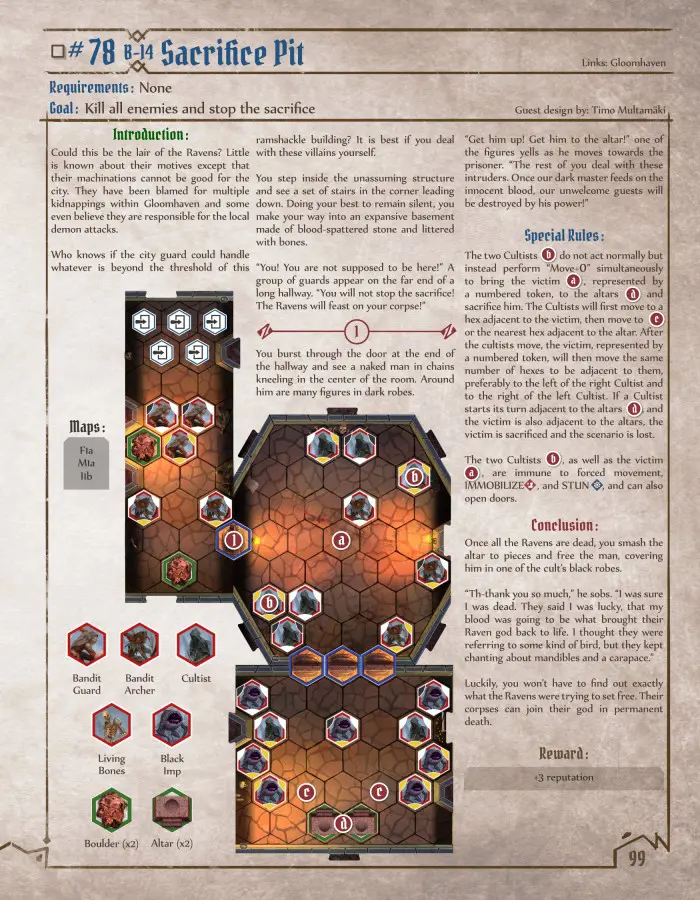 #78 B-14 Sacrifice Pit
Links: Gloomhaven
Requirements: None
Goal: Kill all enemies and stop the sacrifice
Guest design by: Timo Multamäki
Introduction:
Could this be the lair of the Ravens? Little
is known about their motives except that
their machinations cannot be good for the
city. They have been blamed for multiple
kidnappings within Gloomhaven and some
even believe they are responsible for the local
demon attacks.
Who knows if the city guard could handle
whatever is beyond the threshold of this
ramshackle building? It is best if you deal
with these villains yourself.
You step inside the unassuming structure
and see a set of stairs in the corner leading
down. Doing your best to remain silent, you
make your way into an expansive basement
made of blood-spattered stone and littered
with bones.
"You! You are not supposed to be here!" A
group of guards appear on the far end of a
long hallway. "You will not stop the sacrifice!
The Ravens will feast on your corpse!"
1
You burst through the door at the end of
the hallway and see a naked man in chains
kneeling in the center of the room. Around
him are many figures in dark robes.
"Get him up! Get him to the altar!" one of
the figures yells as he moves towards the
prisoner. "The rest of you deal with these
intruders. Once our dark master feeds on the
innocent blood, our unwelcome guests will
be destroyed by his power!"
Special Rules:
The two Cultists b do not act normally but
instead perform "Move+0" simultaneously
to bring the victim a, represented by
a numbered token, to the altars d and
sacrifice him. The Cultists will first move to a
hex adjacent to the victim, then move to e
or the nearest hex adjacent to the altar. After
the cultists move, the victim, represented by
a numbered token, will then move the same
number of hexes to be adjacent to them,
preferably to the left of the right Cultist and
to the right of the left Cultist. If a Cultist
starts its turn adjacent to the altars d, and
the victim is also adjacent to the altars, the
victim is sacrificed and the scenario is lost.
The two Cultists b, as well as the victim
a, are immune to forced movement,
IMMOBILIZE, and STUN, and can also
open doors.
Conclusion:
Once all the Ravens are dead, you smash the
altar to pieces and free the man, covering
him in one of the cult's black robes.
"Th-thank you so much," he sobs. "I was sure
I was dead. They said I was lucky, that my
blood was going to be what brought their
Raven god back to life. I thought they were
referring to some kind of bird, but they kept
chanting about mandibles and a carapace."
Luckily, you won't have to find out exactly
what the Ravens were trying to set free. Their
corpses can join their god in permanent
death.
Reward:
+3 reputation
Maps:
F1a
M1a
I1b
b
1
a
b
e
e
d
Bandit
Guard
Bandit
Archer
Cultist
Living
Bones
Black
Imp
Boulder (x2)
Altar (x2)
99